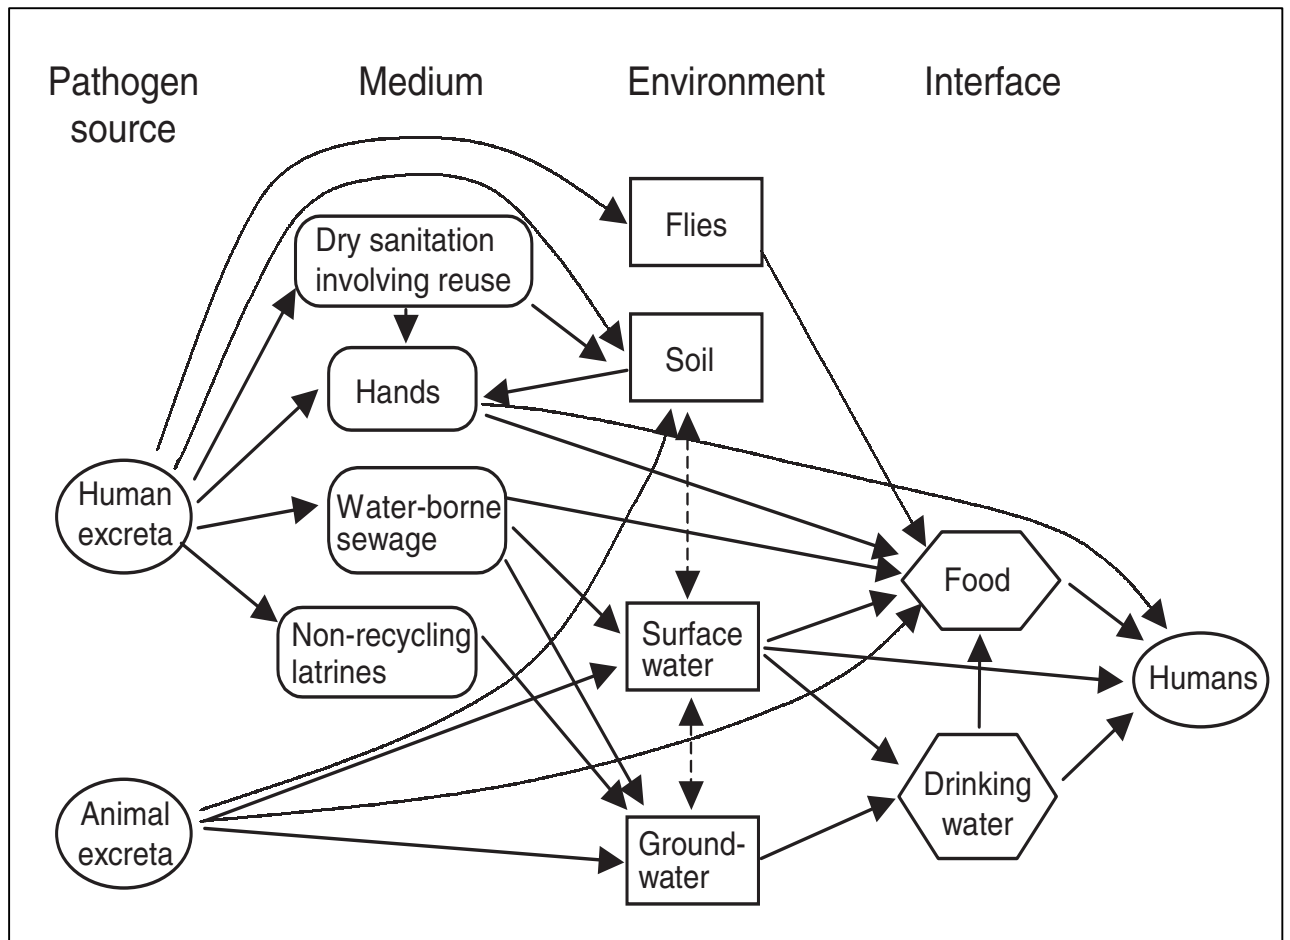 Pathogen
source
Medium
Environment
Interface
Flies
Dry sanitation
involving reuse
Soil
Hands
Human
excreta
Water-borne
sewage
Food
Non-recycling
latrines
Surface
water
Humans
Animal
excreta
Drinking
water
Ground-
water